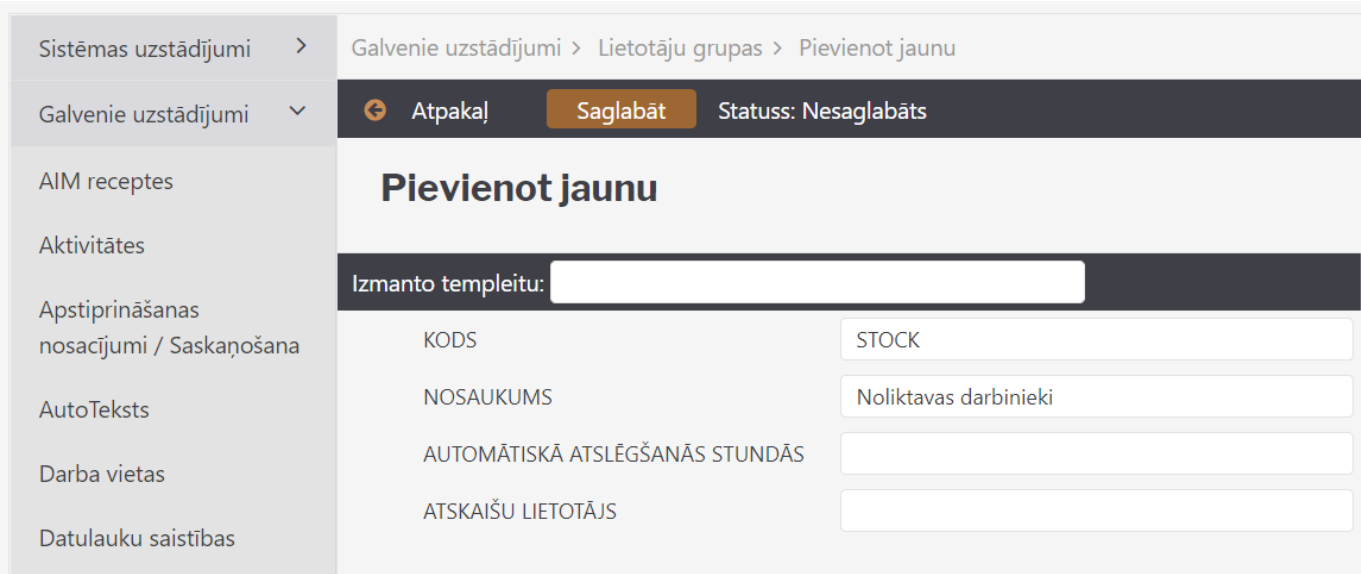 Sistēmas uzstādījumi
Galvenie uzstādījumi
AIM receptes
Aktivitātes
Apstiprināšanas
nosacījumi / Saskaņošana
AutoTeksts
Darba vietas
Datulauku saistības
Galvenie uzstādījumi > Lietotāju grupas > Pievienot jaunu
Atpakaļ Saglabāt Statuss: Nesaglabāts
Pievienot jaunu
Izmanto templeitu:
KODS STOCK
NOSAUKUMS Noliktavas darbinieki
AUTOMĀTISKĀ ATSLĒGŠANĀS STUNDĀS
ATSKAIŠU LIETOTĀJS